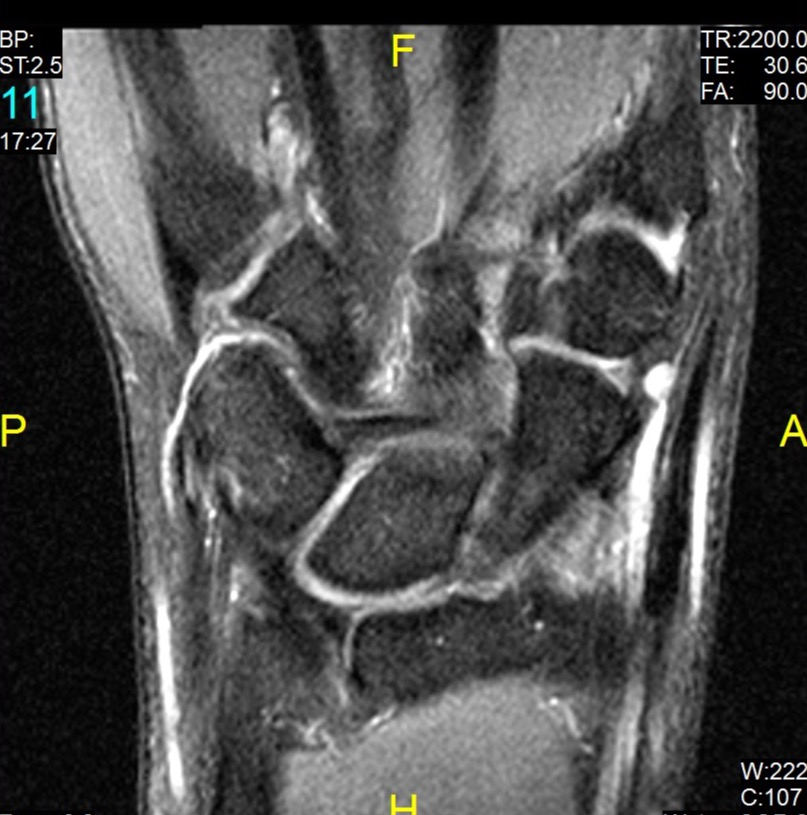 BP:
ST:2.5
11
17:27
F
TR:2200.0
TE: 30.6
FA: 90.0
P
A
W:222
C:107
H